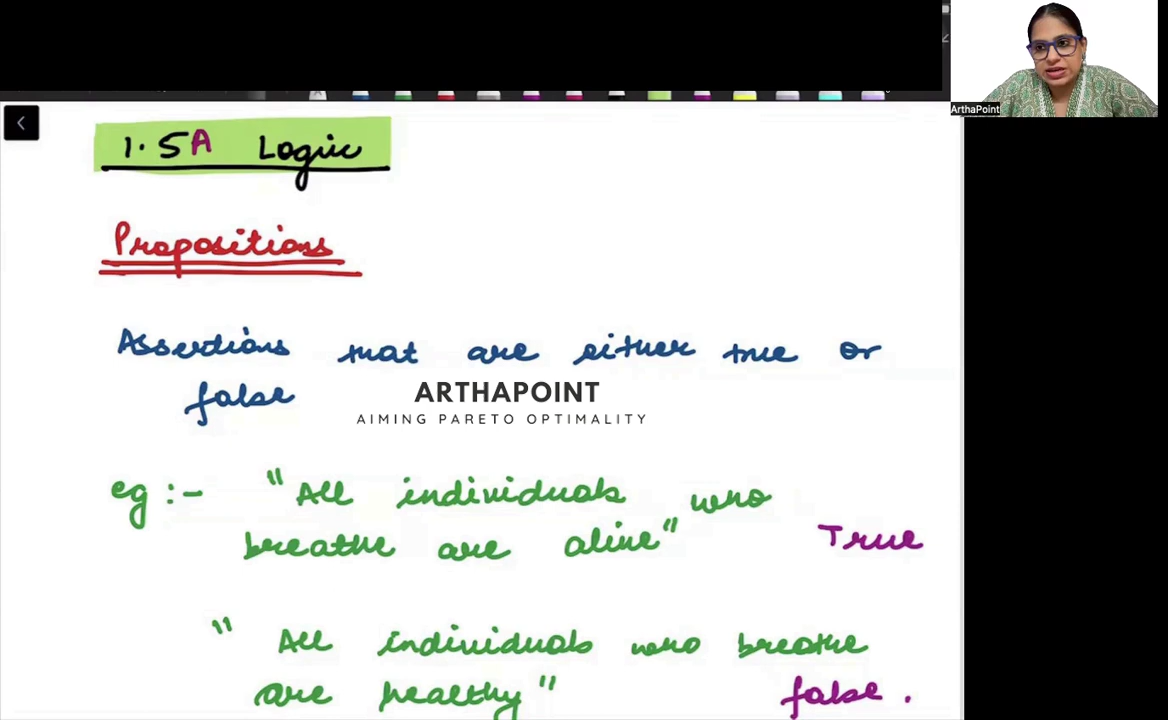 ArthaPoint
1.5A Logic
Propositions
Assertions that are either true or
false
ARTHAPOINT
AIMING PARETO OPTIMALITY
eg :- "All individuals who
breathe are alive" True
" All individuals who breathe
are healthy" false.